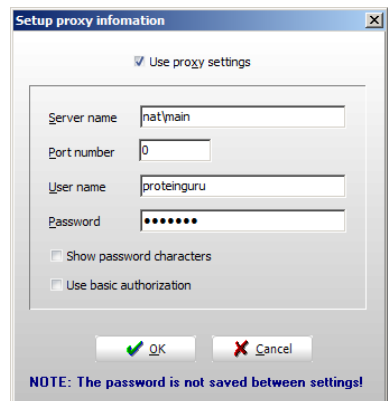 Setup proxy infomation
Use proxy settings
Server name nat\main
Port number 0
User name proteinguru
Password •••••••
Show password characters
Use basic authorization
OK Cancel
NOTE: The password is not saved between settings!